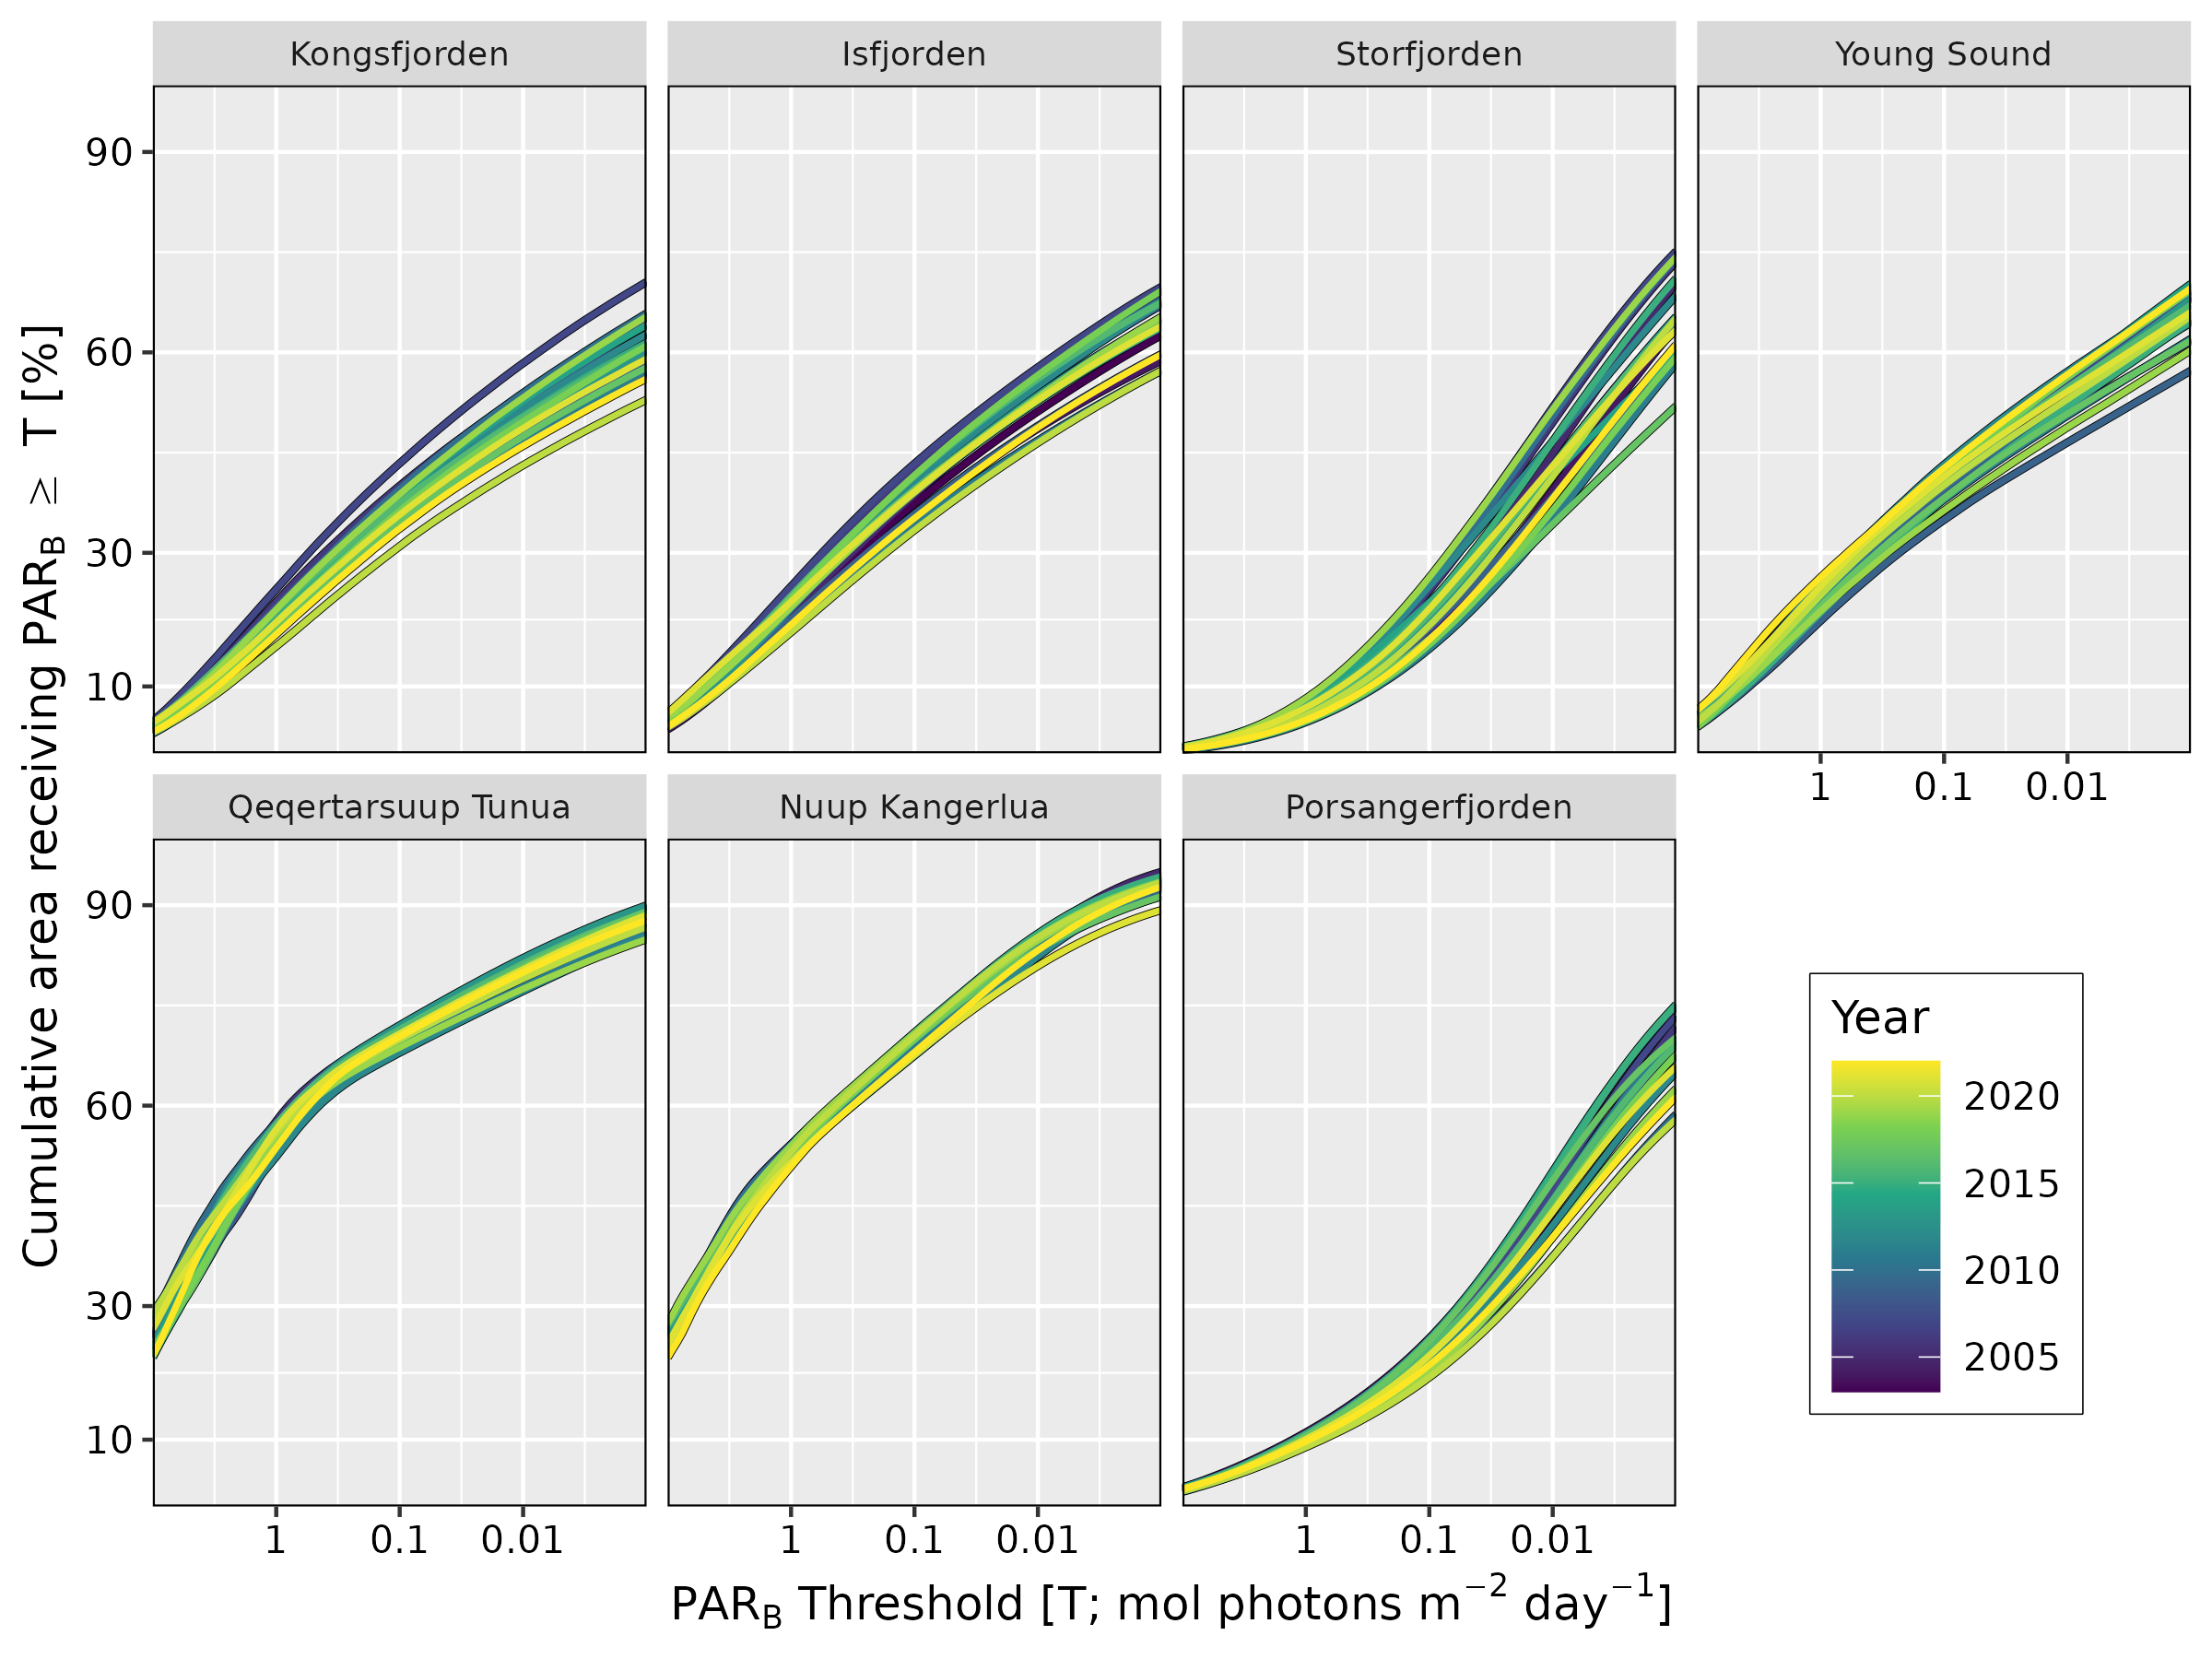 Kongsfjorden
Isfjorden
Storfjorden
Young Sound
90
60
30
10
1 0.1 0.01
Qeqertarsuup Tunua
Nuup Kangerlua
Porsangerfjorden
90
60
30
10
1 0.1 0.01
1 0.1 0.01
1 0.1 0.01
Cumulative area receiving PAR_B ≥ T [%]
PAR_B Threshold [T; mol photons m⁻² day⁻¹]
Year
2020
2015
2010
2005